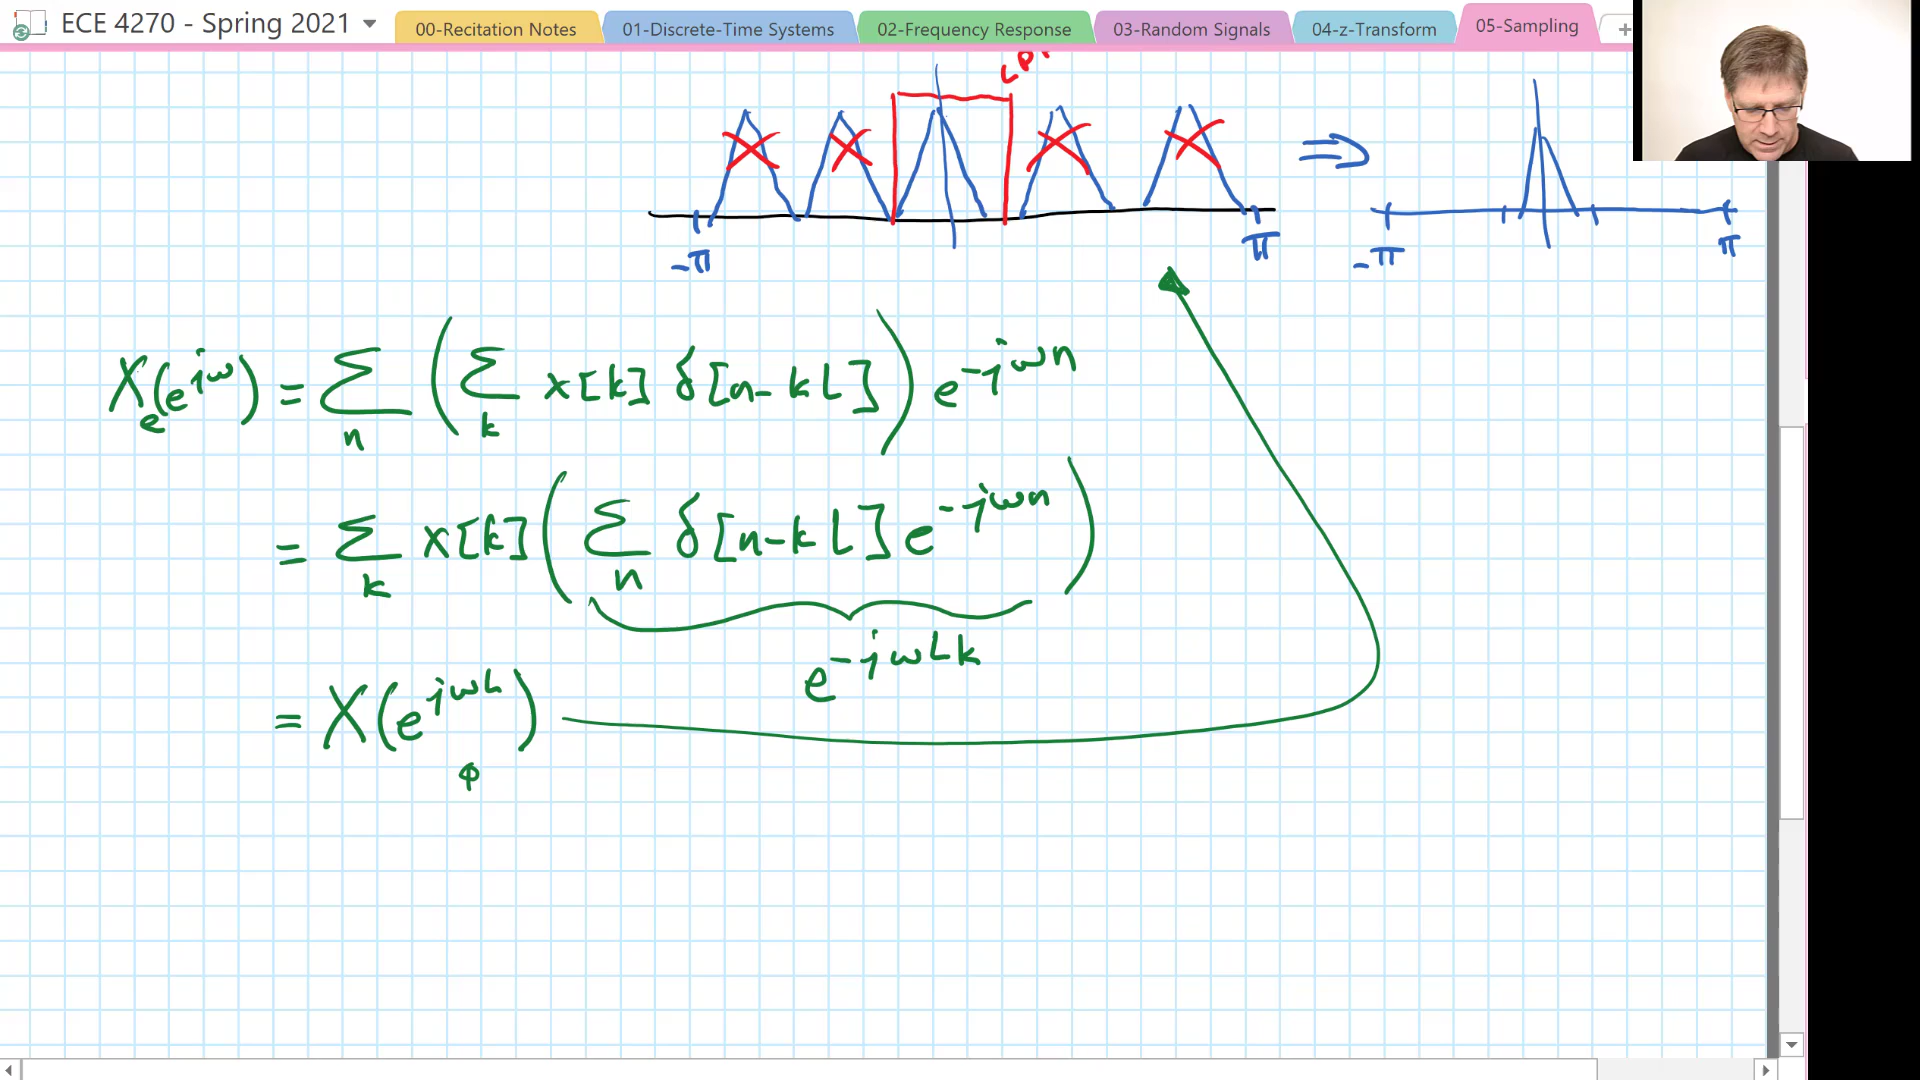 ECE 4270 - Spring 2021
00-Recitation Notes 01-Discrete-Time Systems 02-Frequency Response 03-Random Signals 04-z-Transform 05-Sampling
-π π ⇒ -π π
X_e(e^{jω}) = Σ_n ( Σ_k x[k] δ[n-kL] ) e^{-jωn}
= Σ_k x[k] ( Σ_n δ[n-kL] e^{-jωn} )
e^{-jωLk}
= X(e^{jωL})
φ